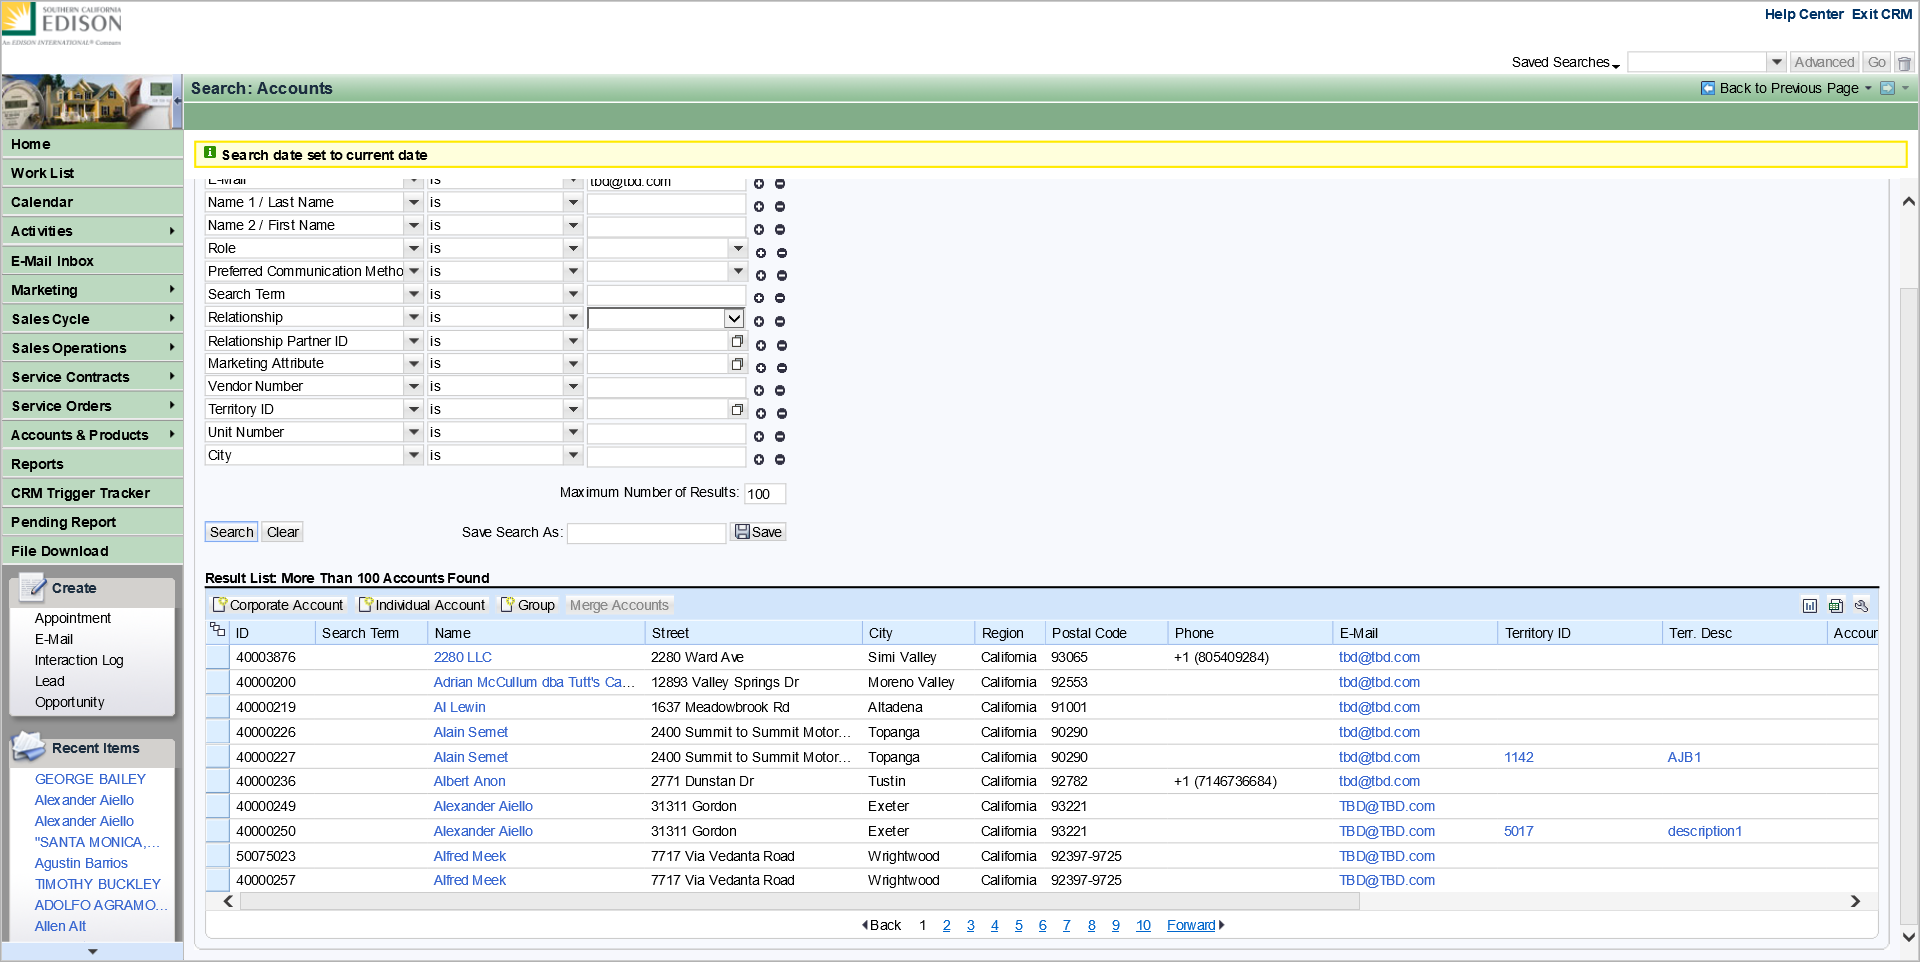 SOUTHERN CALIFORNIA
EDISON
An EDISON INTERNATIONAL® Company
Help Center Exit CRM
Saved Searches
Advanced Go
Search: Accounts
Back to Previous Page
Search date set to current date
Home
Work List
Calendar
Activities
E-Mail Inbox
Marketing
Sales Cycle
Sales Operations
Service Contracts
Service Orders
Accounts & Products
Reports
CRM Trigger Tracker
Pending Report
File Download
Create
Appointment
E-Mail
Interaction Log
Lead
Opportunity
Recent Items
GEORGE BAILEY
Alexander Aiello
Alexander Aiello
"SANTA MONICA,...
Agustin Barrios
TIMOTHY BUCKLEY
ADOLFO AGRAMO...
Allen Alt
E-Mail is tbd@tbd.com
Name 1 / Last Name is
Name 2 / First Name is
Role is
Preferred Communication Metho is
Search Term is
Relationship is
Relationship Partner ID is
Marketing Attribute is
Vendor Number is
Territory ID is
Unit Number is
City is
Maximum Number of Results: 100
Search Clear Save Search As: Save
Result List: More Than 100 Accounts Found
Corporate Account Individual Account Group Merge Accounts
ID Search Term Name Street City Region Postal Code Phone E-Mail Territory ID Terr. Desc Accour
40003876 2280 LLC 2280 Ward Ave Simi Valley California 93065 +1 (805409284) tbd@tbd.com
40000200 Adrian McCullum dba Tutt's Ca... 12893 Valley Springs Dr Moreno Valley California 92553 tbd@tbd.com
40000219 Al Lewin 1637 Meadowbrook Rd Altadena California 91001 tbd@tbd.com
40000226 Alain Semet 2400 Summit to Summit Motor... Topanga California 90290 tbd@tbd.com
40000227 Alain Semet 2400 Summit to Summit Motor... Topanga California 90290 tbd@tbd.com 1142 AJB1
40000236 Albert Anon 2771 Dunstan Dr Tustin California 92782 +1 (7146736684) tbd@tbd.com
40000249 Alexander Aiello 31311 Gordon Exeter California 93221 TBD@TBD.com
40000250 Alexander Aiello 31311 Gordon Exeter California 93221 TBD@TBD.com 5017 description1
50075023 Alfred Meek 7717 Via Vedanta Road Wrightwood California 92397-9725 TBD@TBD.com
40000257 Alfred Meek 7717 Via Vedanta Road Wrightwood California 92397-9725 TBD@TBD.com
Back 1 2 3 4 5 6 7 8 9 10 Forward